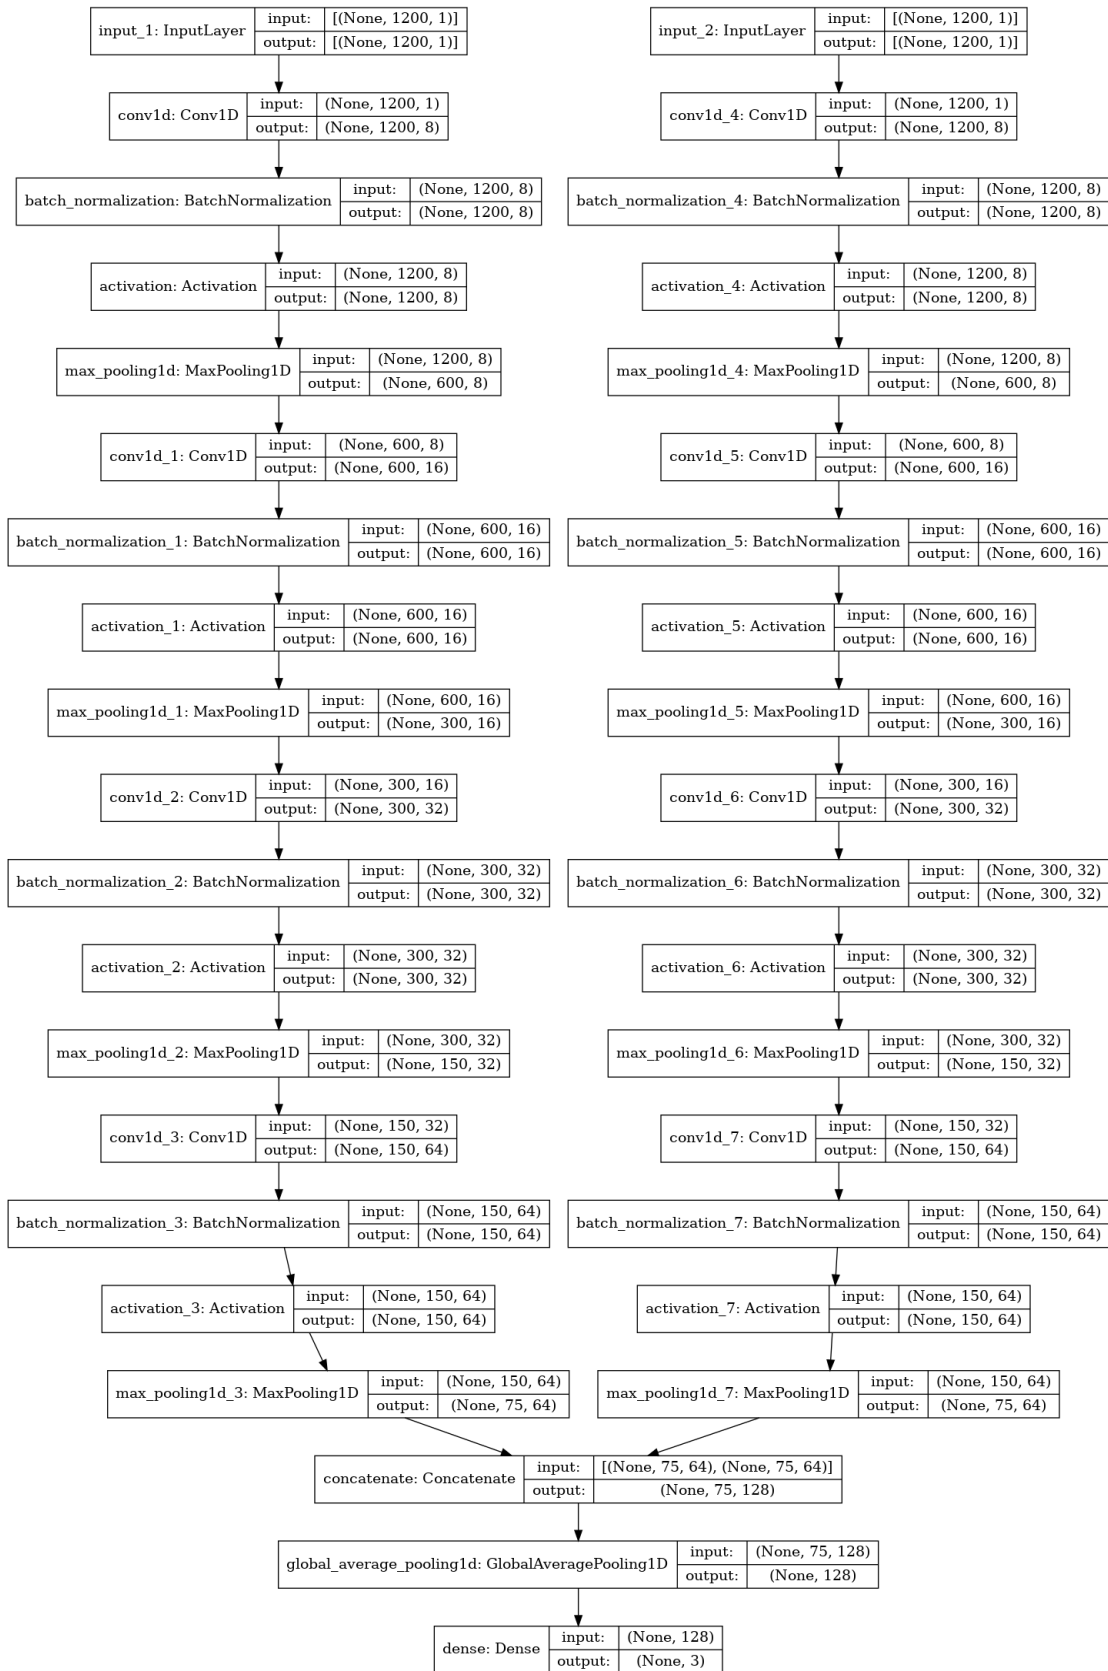 input_1: InputLayer
input: [(None, 1200, 1)]
output: [(None, 1200, 1)]
input_2: InputLayer
input: [(None, 1200, 1)]
output: [(None, 1200, 1)]
conv1d: Conv1D
input: (None, 1200, 1)
output: (None, 1200, 8)
conv1d_4: Conv1D
input: (None, 1200, 1)
output: (None, 1200, 8)
batch_normalization: BatchNormalization
input: (None, 1200, 8)
output: (None, 1200, 8)
batch_normalization_4: BatchNormalization
input: (None, 1200, 8)
output: (None, 1200, 8)
activation: Activation
input: (None, 1200, 8)
output: (None, 1200, 8)
activation_4: Activation
input: (None, 1200, 8)
output: (None, 1200, 8)
max_pooling1d: MaxPooling1D
input: (None, 1200, 8)
output: (None, 600, 8)
max_pooling1d_4: MaxPooling1D
input: (None, 1200, 8)
output: (None, 600, 8)
conv1d_1: Conv1D
input: (None, 600, 8)
output: (None, 600, 16)
conv1d_5: Conv1D
input: (None, 600, 8)
output: (None, 600, 16)
batch_normalization_1: BatchNormalization
input: (None, 600, 16)
output: (None, 600, 16)
batch_normalization_5: BatchNormalization
input: (None, 600, 16)
output: (None, 600, 16)
activation_1: Activation
input: (None, 600, 16)
output: (None, 600, 16)
activation_5: Activation
input: (None, 600, 16)
output: (None, 600, 16)
max_pooling1d_1: MaxPooling1D
input: (None, 600, 16)
output: (None, 300, 16)
max_pooling1d_5: MaxPooling1D
input: (None, 600, 16)
output: (None, 300, 16)
conv1d_2: Conv1D
input: (None, 300, 16)
output: (None, 300, 32)
conv1d_6: Conv1D
input: (None, 300, 16)
output: (None, 300, 32)
batch_normalization_2: BatchNormalization
input: (None, 300, 32)
output: (None, 300, 32)
batch_normalization_6: BatchNormalization
input: (None, 300, 32)
output: (None, 300, 32)
activation_2: Activation
input: (None, 300, 32)
output: (None, 300, 32)
activation_6: Activation
input: (None, 300, 32)
output: (None, 300, 32)
max_pooling1d_2: MaxPooling1D
input: (None, 300, 32)
output: (None, 150, 32)
max_pooling1d_6: MaxPooling1D
input: (None, 300, 32)
output: (None, 150, 32)
conv1d_3: Conv1D
input: (None, 150, 32)
output: (None, 150, 64)
conv1d_7: Conv1D
input: (None, 150, 32)
output: (None, 150, 64)
batch_normalization_3: BatchNormalization
input: (None, 150, 64)
output: (None, 150, 64)
batch_normalization_7: BatchNormalization
input: (None, 150, 64)
output: (None, 150, 64)
activation_3: Activation
input: (None, 150, 64)
output: (None, 150, 64)
activation_7: Activation
input: (None, 150, 64)
output: (None, 150, 64)
max_pooling1d_3: MaxPooling1D
input: (None, 150, 64)
output: (None, 75, 64)
max_pooling1d_7: MaxPooling1D
input: (None, 150, 64)
output: (None, 75, 64)
concatenate: Concatenate
input: [(None, 75, 64), (None, 75, 64)]
output: (None, 75, 128)
global_average_pooling1d: GlobalAveragePooling1D
input: (None, 75, 128)
output: (None, 128)
dense: Dense
input: (None, 128)
output: (None, 3)